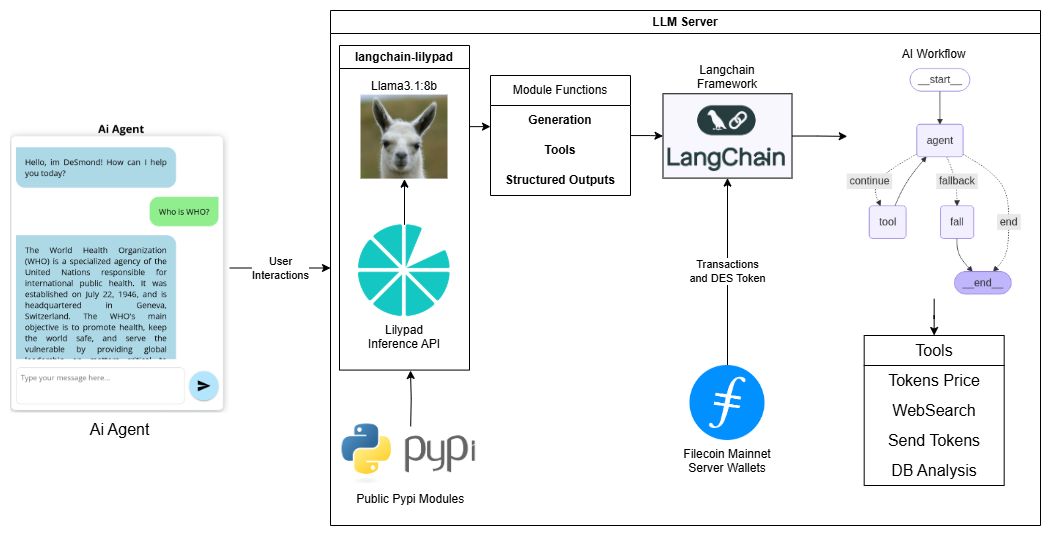 LLM Server
Ai Agent
Hello, im DeSmond! How can I help
you today?
Who is WHO?
The World Health Organization
(WHO) is a specialized agency of the
United Nations responsible for
international public health. It was
established on July 22, 1946, and is
headquartered in Geneva,
Switzerland. The WHO's main
objective is to promote health, keep
the world safe, and serve the
vulnerable by providing global
Type your message here...
Ai Agent
User
Interactions
langchain-lilypad
Llama3.1:8b
Lilypad
Inference API
pypi
Public Pypi Modules
Module Functions
Generation
Tools
Structured Outputs
Langchain
Framework
LangChain
Transactions
and DES Token
Filecoin Mainnet
Server Wallets
AI Workflow
__start__
agent
continue
fallback
tool
fall
end
__end__
Tools
Tokens Price
WebSearch
Send Tokens
DB Analysis